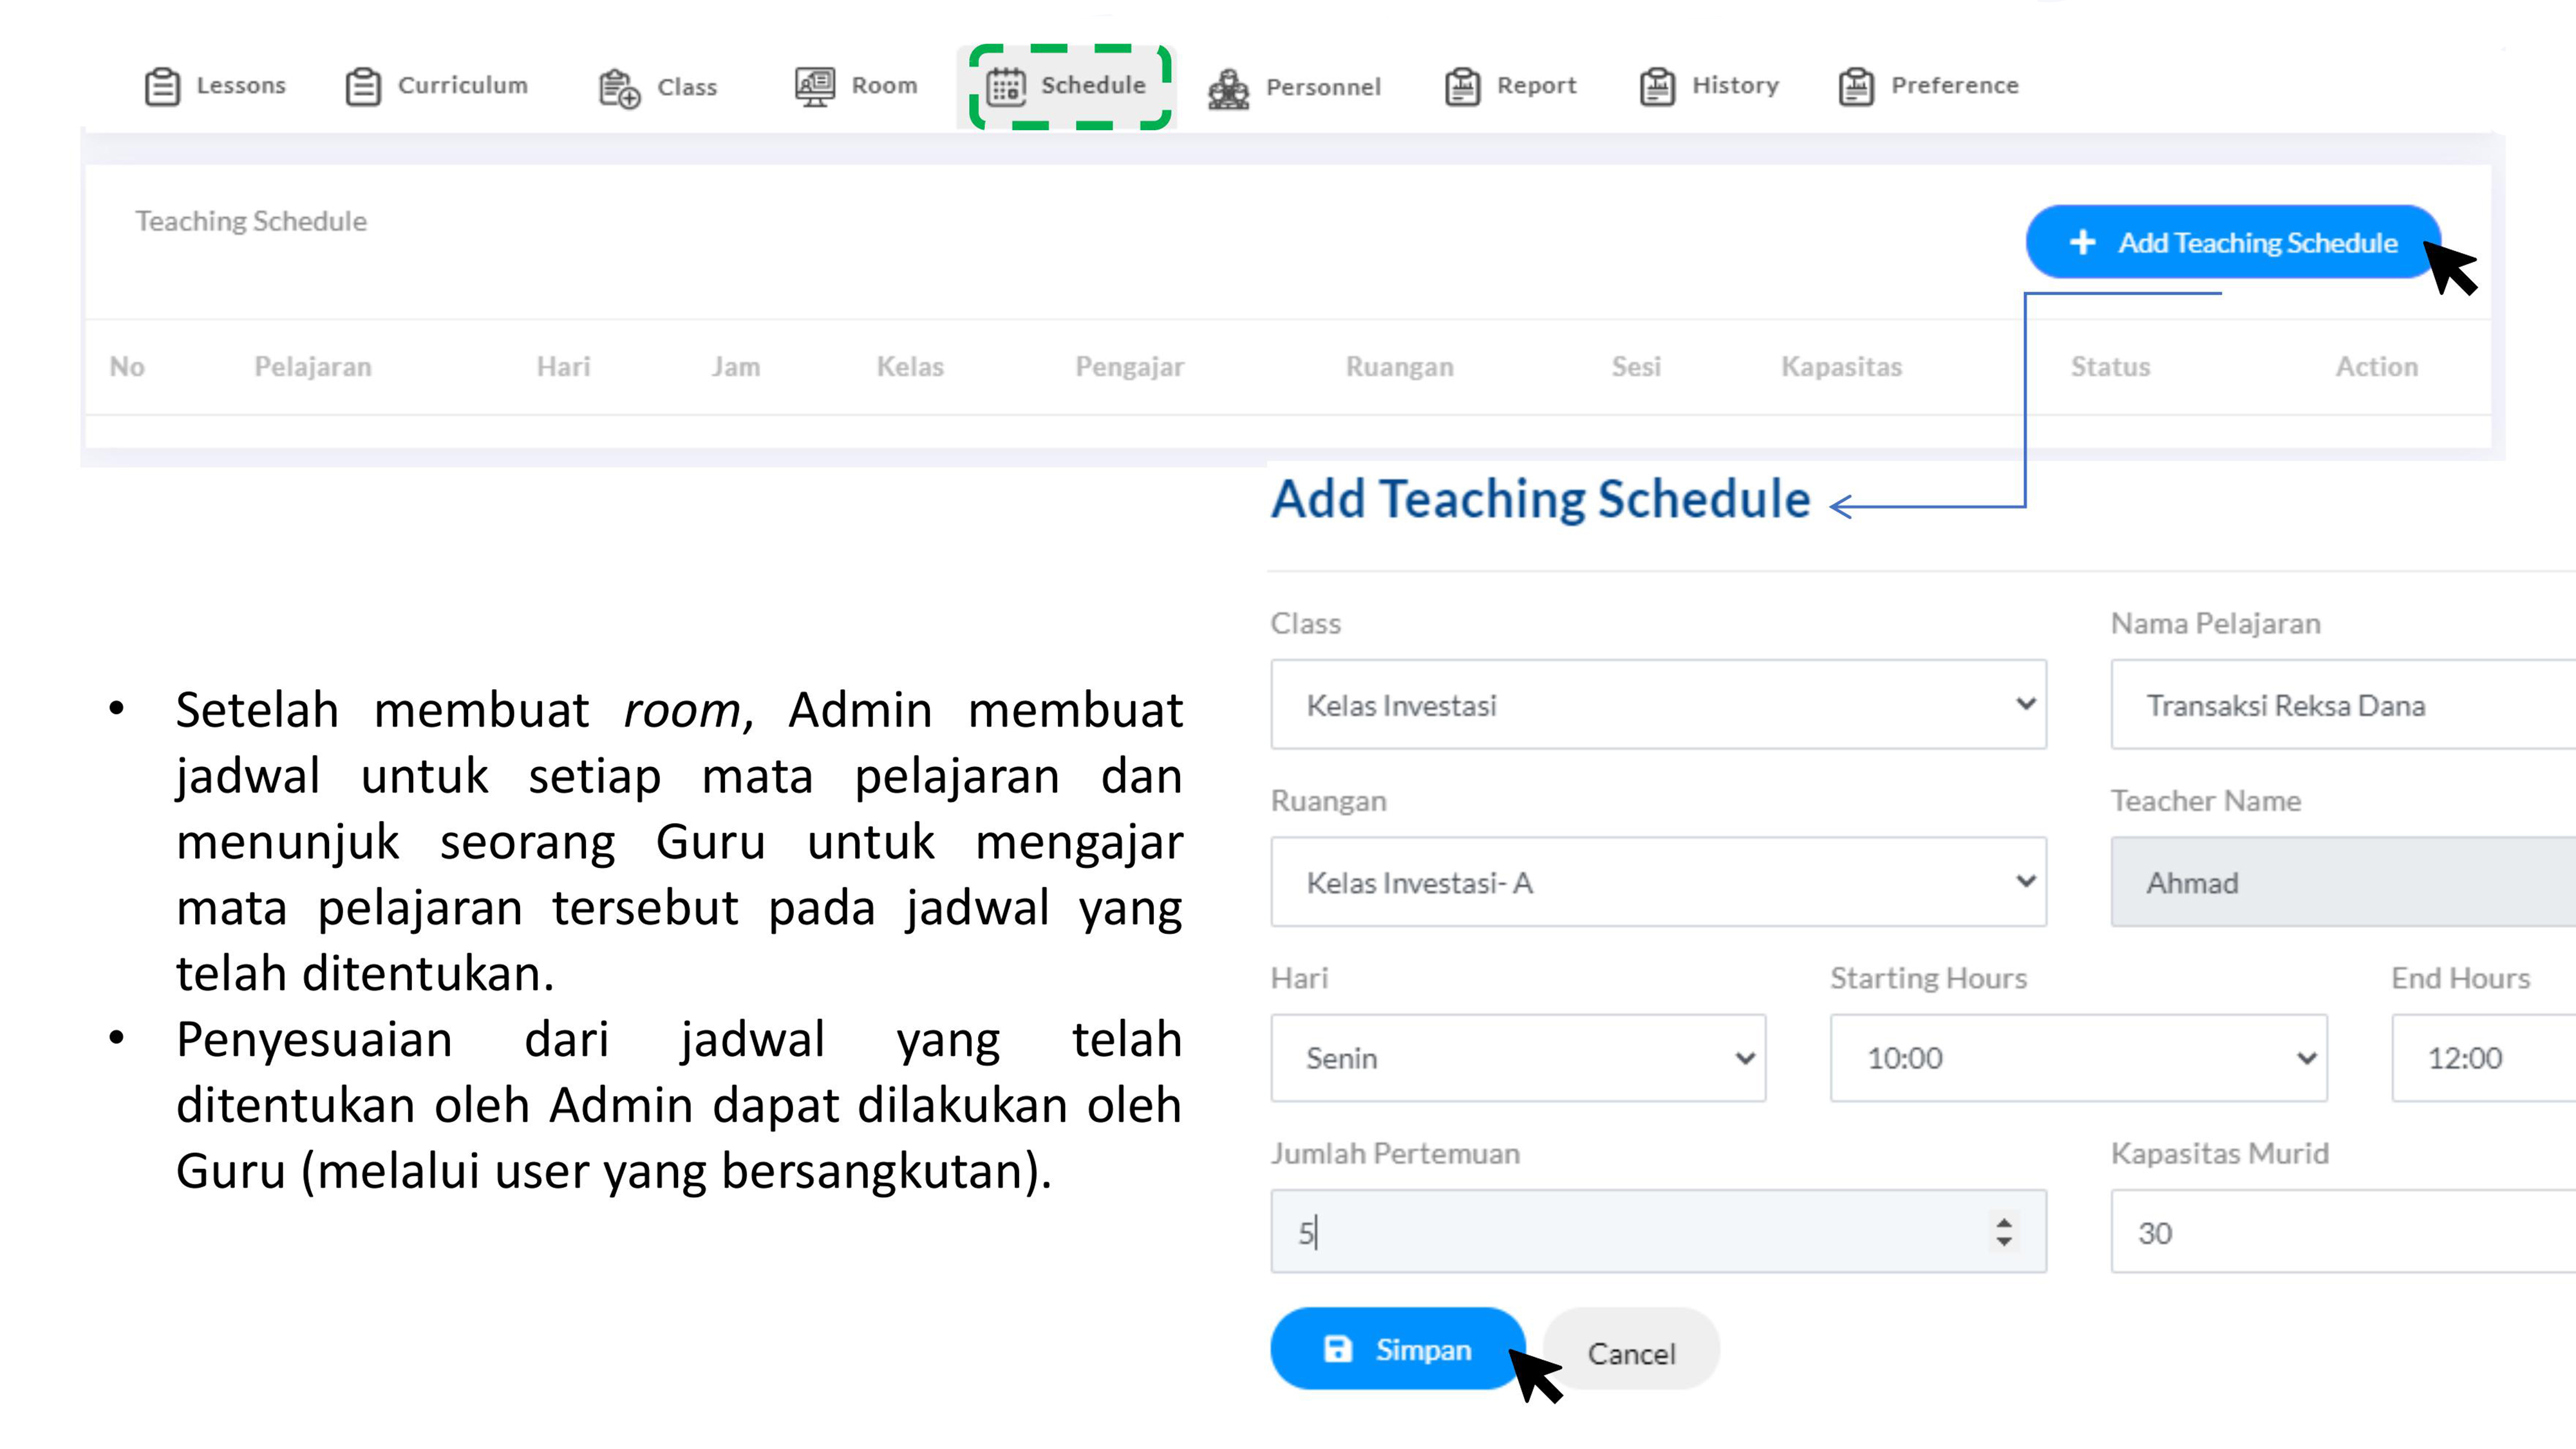 Lessons Curriculum Class Room Schedule Personnel Report History Preference
Teaching Schedule
+ Add Teaching Schedule
No Pelajaran Hari Jam Kelas Pengajar Ruangan Sesi Kapasitas Status Action
• Setelah membuat room, Admin membuat
jadwal untuk setiap mata pelajaran dan
menunjuk seorang Guru untuk mengajar
mata pelajaran tersebut pada jadwal yang
telah ditentukan.
• Penyesuaian dari jadwal yang telah
ditentukan oleh Admin dapat dilakukan oleh
Guru (melalui user yang bersangkutan).
Add Teaching Schedule
Class Nama Pelajaran
Kelas Investasi Transaksi Reksa Dana
Ruangan Teacher Name
Kelas Investasi- A Ahmad
Hari Starting Hours End Hours
Senin 10:00 12:00
Jumlah Pertemuan Kapasitas Murid
5 30
Simpan Cancel